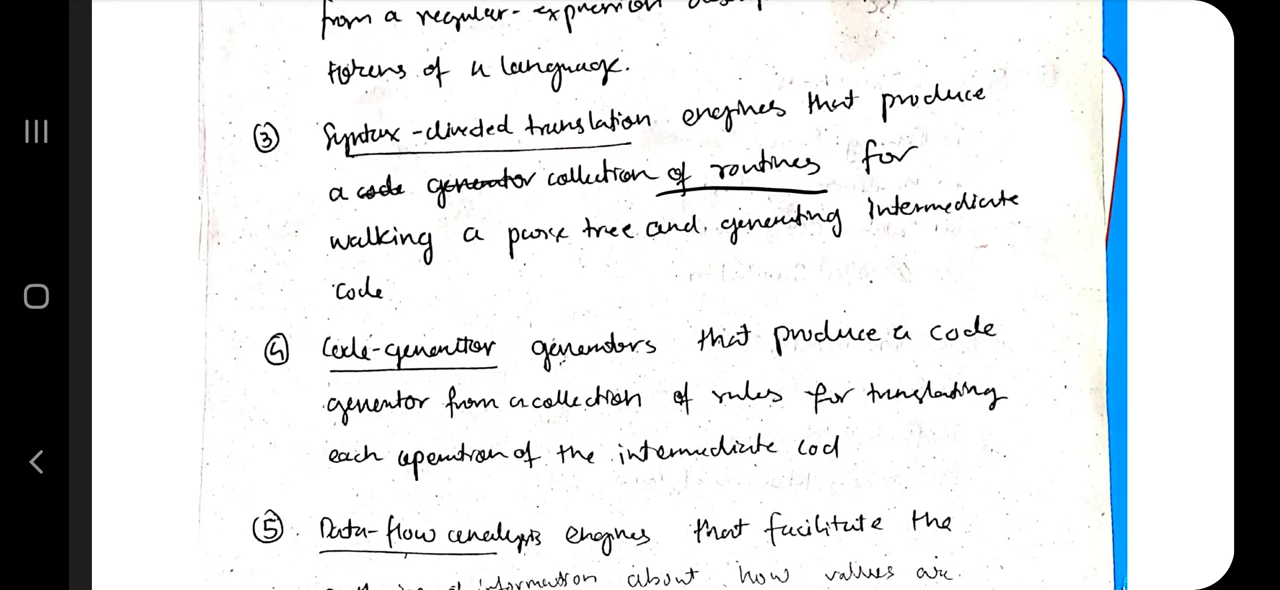 from a regular-expression
tokens of a language.
③ Syntax-directed translation engines that produce
a code generator collection of routines for
walking a parse tree and generating intermediate
code
④ Code-generator generators that produce a code
generator from a collection of rules for translating
each operation of the intermediate cod
⑤ Data-flow analysis engines that facilitate the
information about how values are